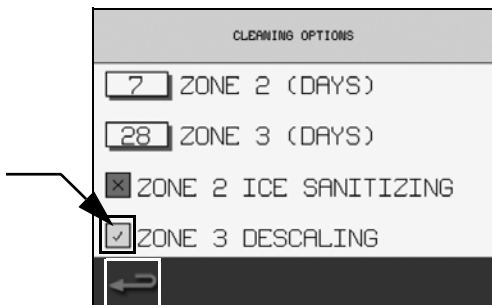 CLEANING OPTIONS
7 ZONE 2 (DAYS)
28 ZONE 3 (DAYS)
ZONE 2 ICE SANITIZING
ZONE 3 DESCALING